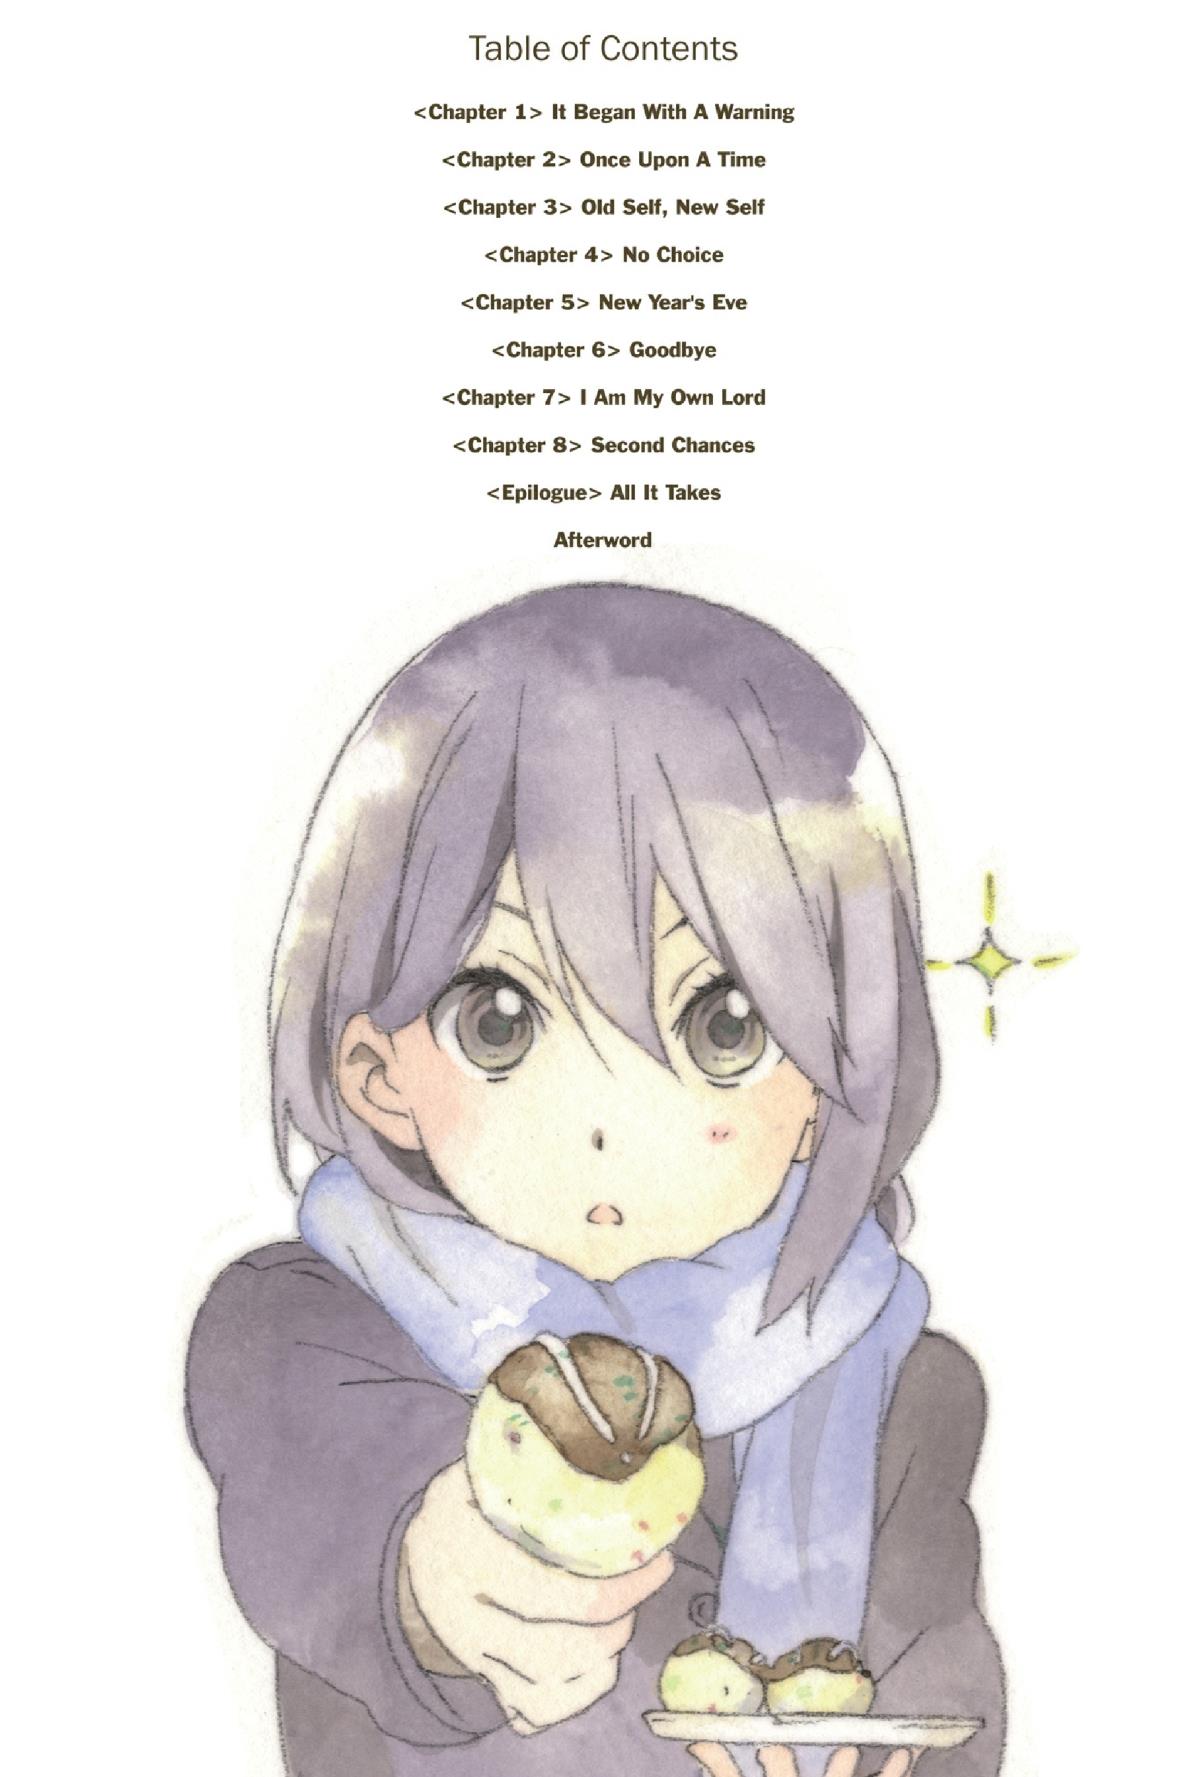 Table of Contents
<Chapter 1> It Began With A Warning
<Chapter 2> Once Upon A Time
<Chapter 3> Old Self, New Self
<Chapter 4> No Choice
<Chapter 5> New Year's Eve
<Chapter 6> Goodbye
<Chapter 7> I Am My Own Lord
<Chapter 8> Second Chances
<Epilogue> All It Takes
Afterword